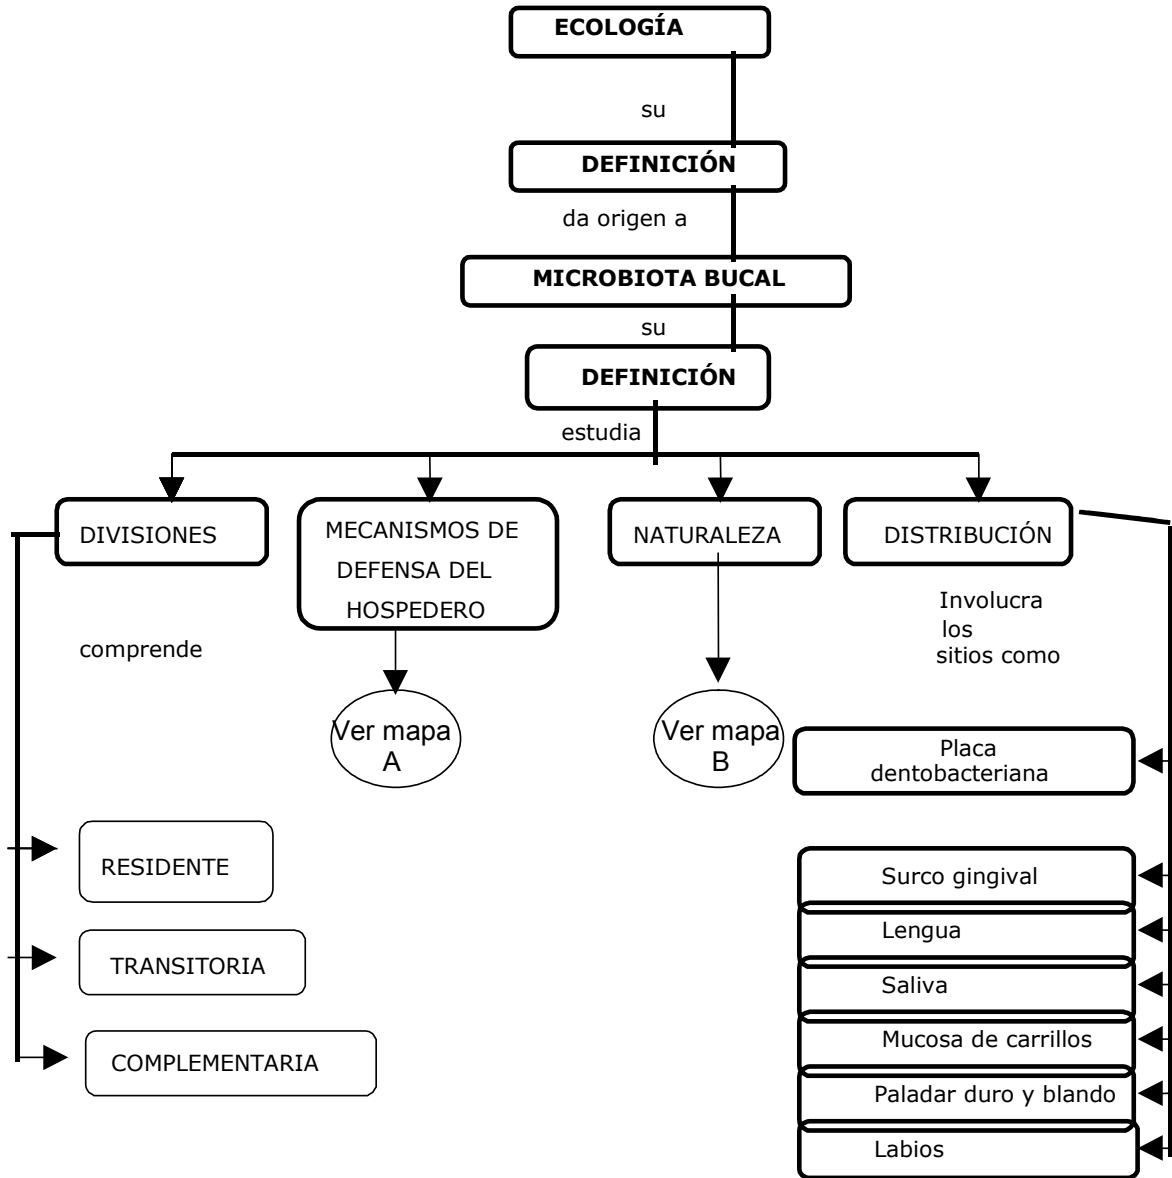 ECOLOGÍA
su
DEFINICIÓN
da origen a
MICROBIOTA BUCAL
su
DEFINICIÓN
estudia
DIVISIONES
MECANISMOS DE
DEFENSA DEL
HOSPEDERO
NATURALEZA
DISTRIBUCIÓN
comprende
Involucra
los
sitios como
Ver mapa
A
Ver mapa
B
Placa
dentobacteriana
RESIDENTE
TRANSITORIA
COMPLEMENTARIA
Surco gingival
Lengua
Saliva
Mucosa de carrillos
Paladar duro y blando
Labios